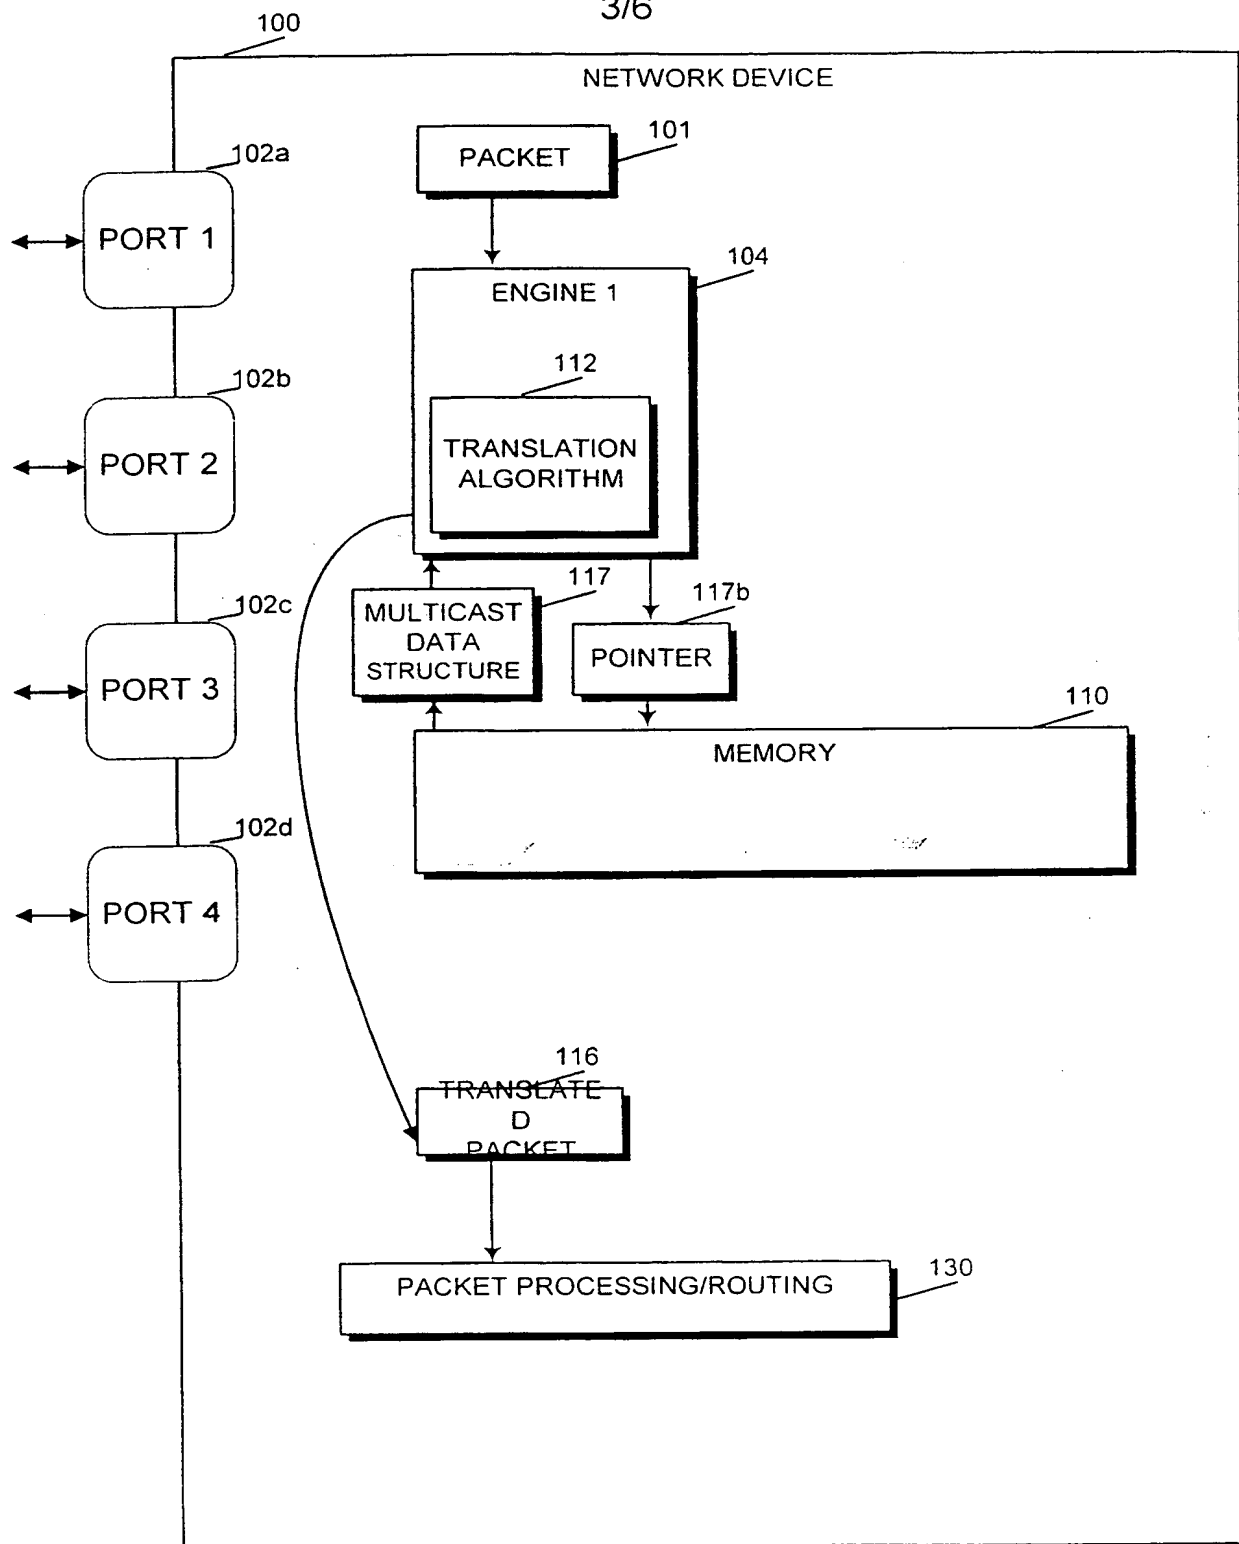 3/6
100
NETWORK DEVICE
PACKET
101
102a
PORT 1
104
ENGINE 1
112
TRANSLATION
ALGORITHM
102b
PORT 2
117
MULTICAST
DATA
STRUCTURE
117b
POINTER
102c
PORT 3
110
MEMORY
102d
PORT 4
116
TRANSLATE
D
PACKET
PACKET PROCESSING/ROUTING
130